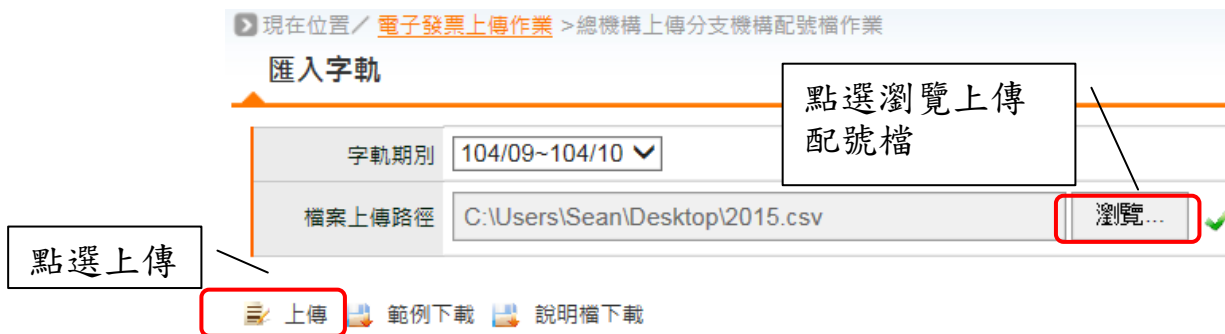 現在位置／ 電子發票上傳作業 >總機構上傳分支機構配號檔作業
匯入字軌
點選瀏覽上傳
配號檔
字軌期別 104/09~104/10
檔案上傳路徑 C:\Users\Sean\Desktop\2015.csv 瀏覽...
點選上傳
上傳 範例下載 說明檔下載